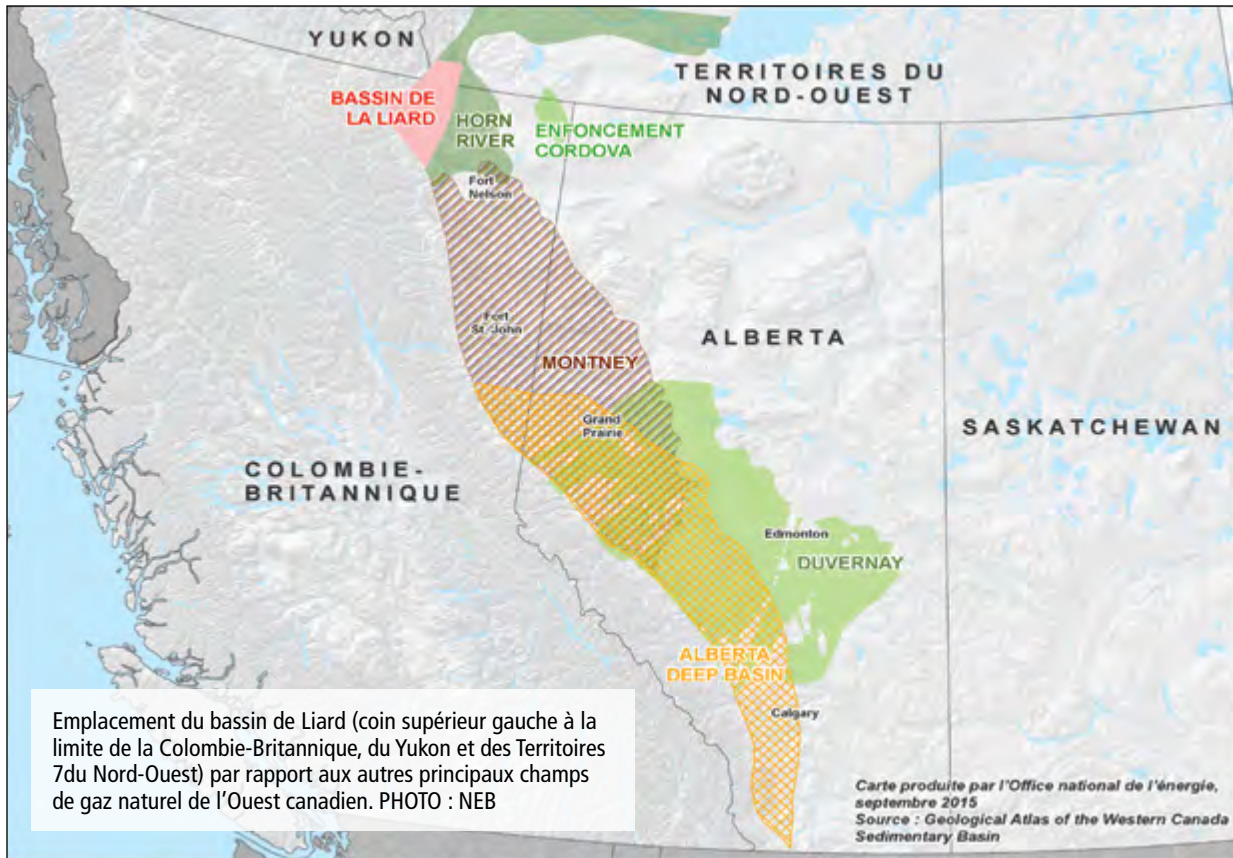 YUKON
TERRITOIRES DU
NORD-OUEST
BASSIN DE
LA LIARD
HORN
RIVER
ENFONCEMENT
CORDOVA
Fort
Nelson
Fort
St. John
ALBERTA
MONTNEY
Grand
Prairie
SASKATCHEWAN
COLOMBIE-
BRITANNIQUE
Edmonton
DUVERNAY
ALBERTA
DEEP BASIN
Calgary
Emplacement du bassin de Liard (coin supérieur gauche à la
limite de la Colombie-Britannique, du Yukon et des Territoires
7du Nord-Ouest) par rapport aux autres principaux champs
de gaz naturel de l'Ouest canadien. PHOTO : NEB
Carte produite par l'Office national de l'énergie,
septembre 2015
Source : Geological Atlas of the Western Canada
Sedimentary Basin